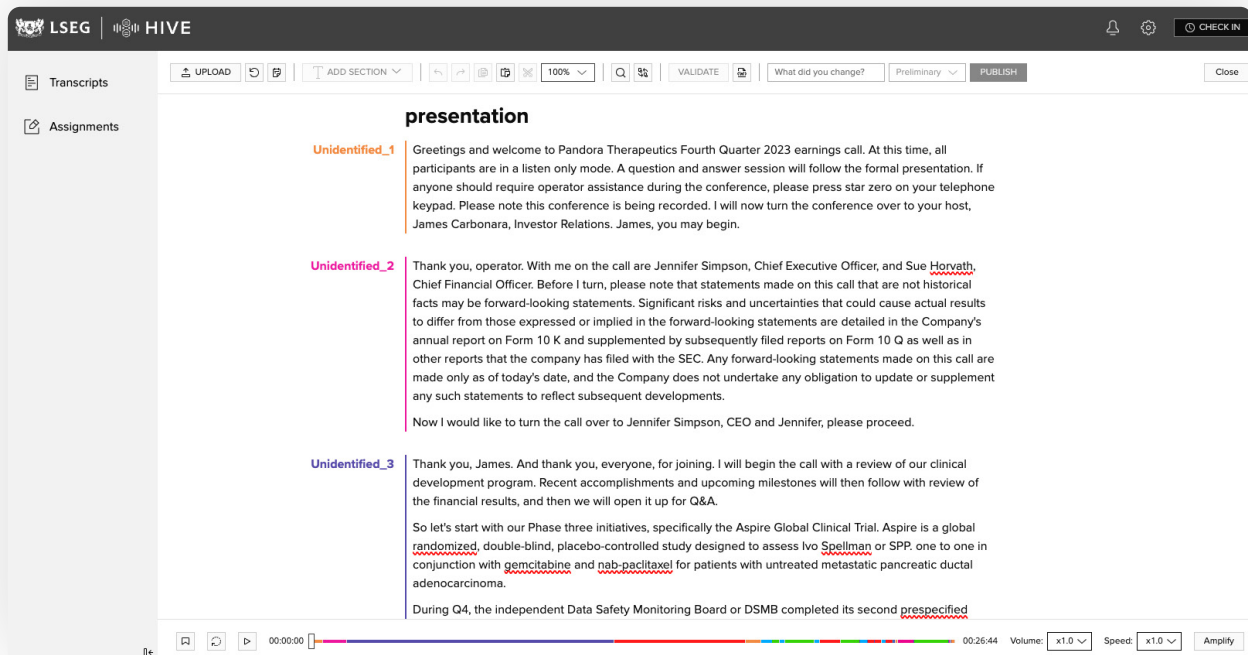 LSEG HIVE CHECK IN
Transcripts
Assignments
UPLOAD ADD SECTION 100% VALIDATE What did you change? Preliminary PUBLISH Close
presentation
Unidentified_1
Greetings and welcome to Pandora Therapeutics Fourth Quarter 2023 earnings call. At this time, all
participants are in a listen only mode. A question and answer session will follow the formal presentation. If
anyone should require operator assistance during the conference, please press star zero on your telephone
keypad. Please note this conference is being recorded. I will now turn the conference over to your host,
James Carbonara, Investor Relations. James, you may begin.
Unidentified_2
Thank you, operator. With me on the call are Jennifer Simpson, Chief Executive Officer, and Sue Horvath,
Chief Financial Officer. Before I turn, please note that statements made on this call that are not historical
facts may be forward-looking statements. Significant risks and uncertainties that could cause actual results
to differ from those expressed or implied in the forward-looking statements are detailed in the Company's
annual report on Form 10 K and supplemented by subsequently filed reports on Form 10 Q as well as in
other reports that the company has filed with the SEC. Any forward-looking statements made on this call are
made only as of today's date, and the Company does not undertake any obligation to update or supplement
any such statements to reflect subsequent developments.
Now I would like to turn the call over to Jennifer Simpson, CEO and Jennifer, please proceed.
Unidentified_3
Thank you, James. And thank you, everyone, for joining. I will begin the call with a review of our clinical
development program. Recent accomplishments and upcoming milestones will then follow with review of
the financial results, and then we will open it up for Q&A.
So let's start with our Phase three initiatives, specifically the Aspire Global Clinical Trial. Aspire is a global
randomized, double-blind, placebo-controlled study designed to assess Ivo Spellman or SPP. one to one in
conjunction with gemcitabine and nab-paclitaxel for patients with untreated metastatic pancreatic ductal
adenocarcinoma.
During Q4, the independent Data Safety Monitoring Board or DSMB completed its second prespecified
00:00:00 00:26:44 Volume: x1.0 Speed: x1.0 Amplify